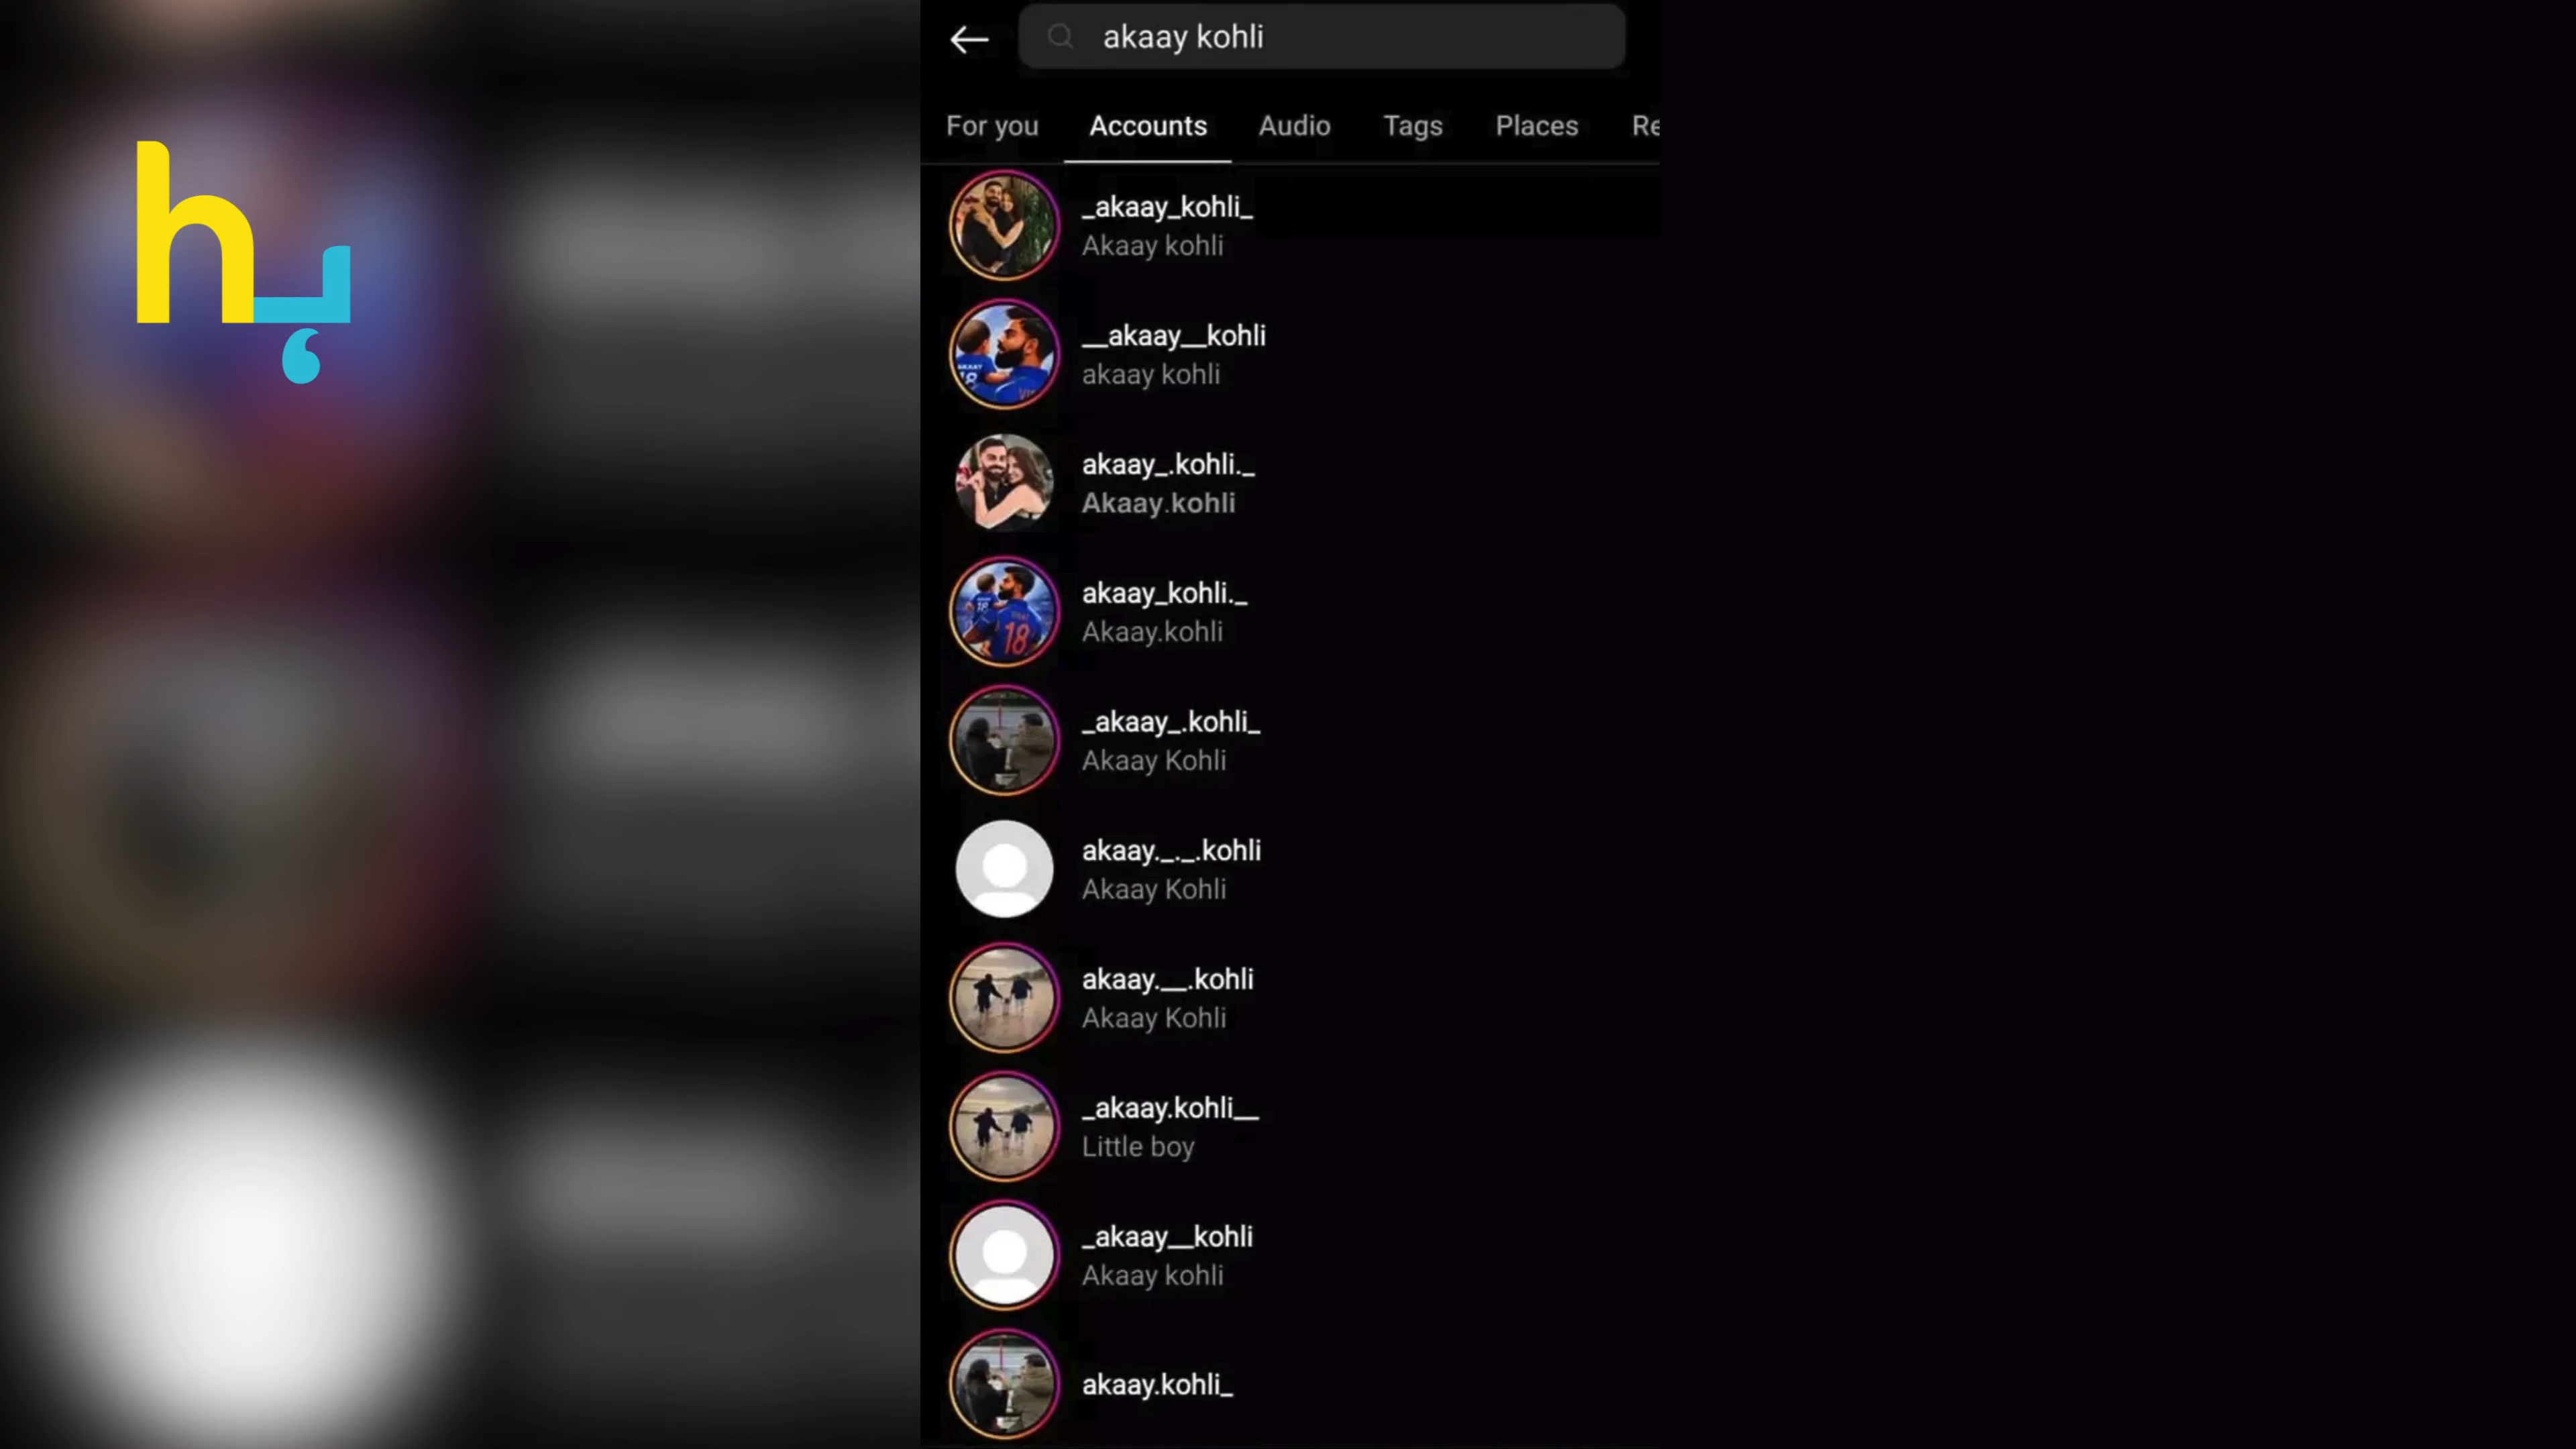 akaay kohli
For you Accounts Audio Tags Places Re
_akaay_kohli_
Akaay kohli
__akaay__kohli
akaay kohli
akaay_.kohli._
Akaay.kohli
akaay_kohli._
Akaay.kohli
18
_akaay_.kohli_
Akaay Kohli
akaay._._.kohli
Akaay Kohli
akaay.__.kohli
Akaay Kohli
_akaay.kohli__
Little boy
_akaay__kohli
Akaay kohli
akaay.kohli_